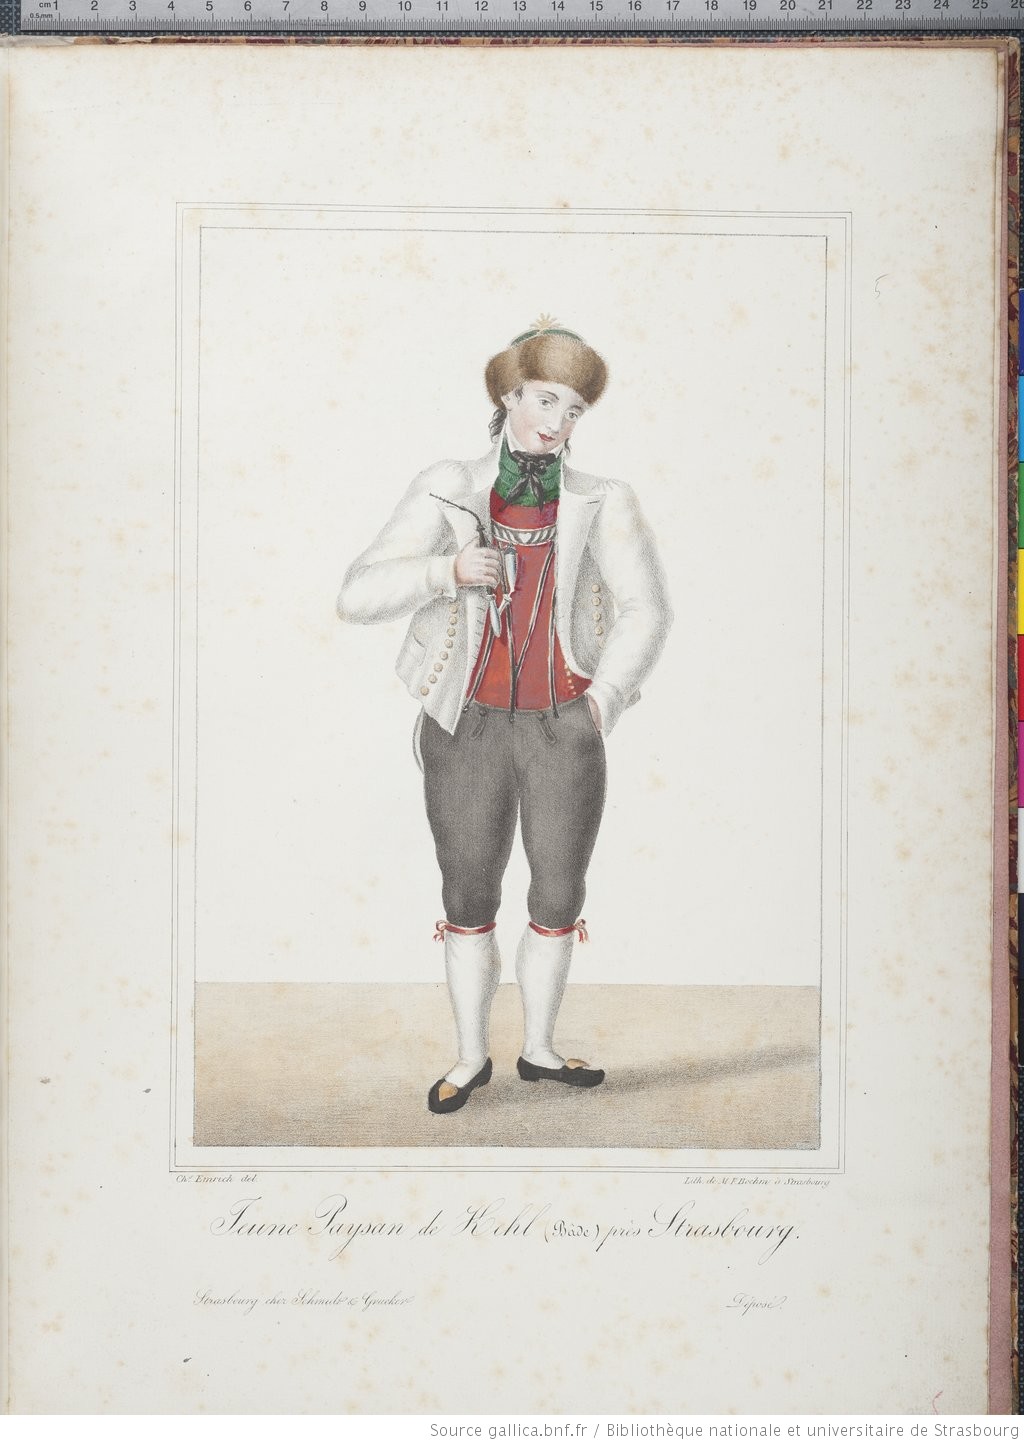 cm 1 2 3 4 5 6 7 8 9 10 11 12 13 14 15 16 17 18 19 20 21 22 23 24 25 26
0.5mm
5
Chs. Emrich del.
Lith. de M. F. Boehm à Strasbourg
Jeune Paysan de Kehl (Bade) près Strasbourg.
Strasbourg chez Schmidt & Grucker
Déposé.
5
Source gallica.bnf.fr / Bibliothèque nationale et universitaire de Strasbourg